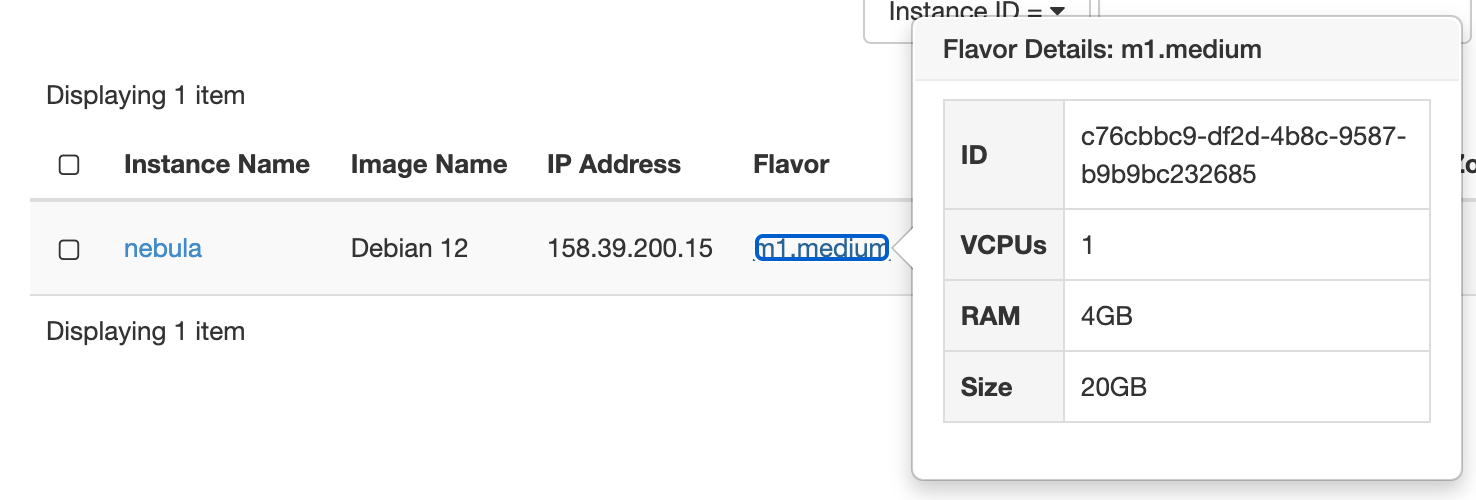 Instance ID =
Flavor Details: m1.medium
Displaying 1 item
Instance Name Image Name IP Address Flavor
nebula Debian 12 158.39.200.15 m1.medium
Displaying 1 item
ID c76cbbc9-df2d-4b8c-9587-
b9b9bc232685
VCPUs 1
RAM 4GB
Size 20GB